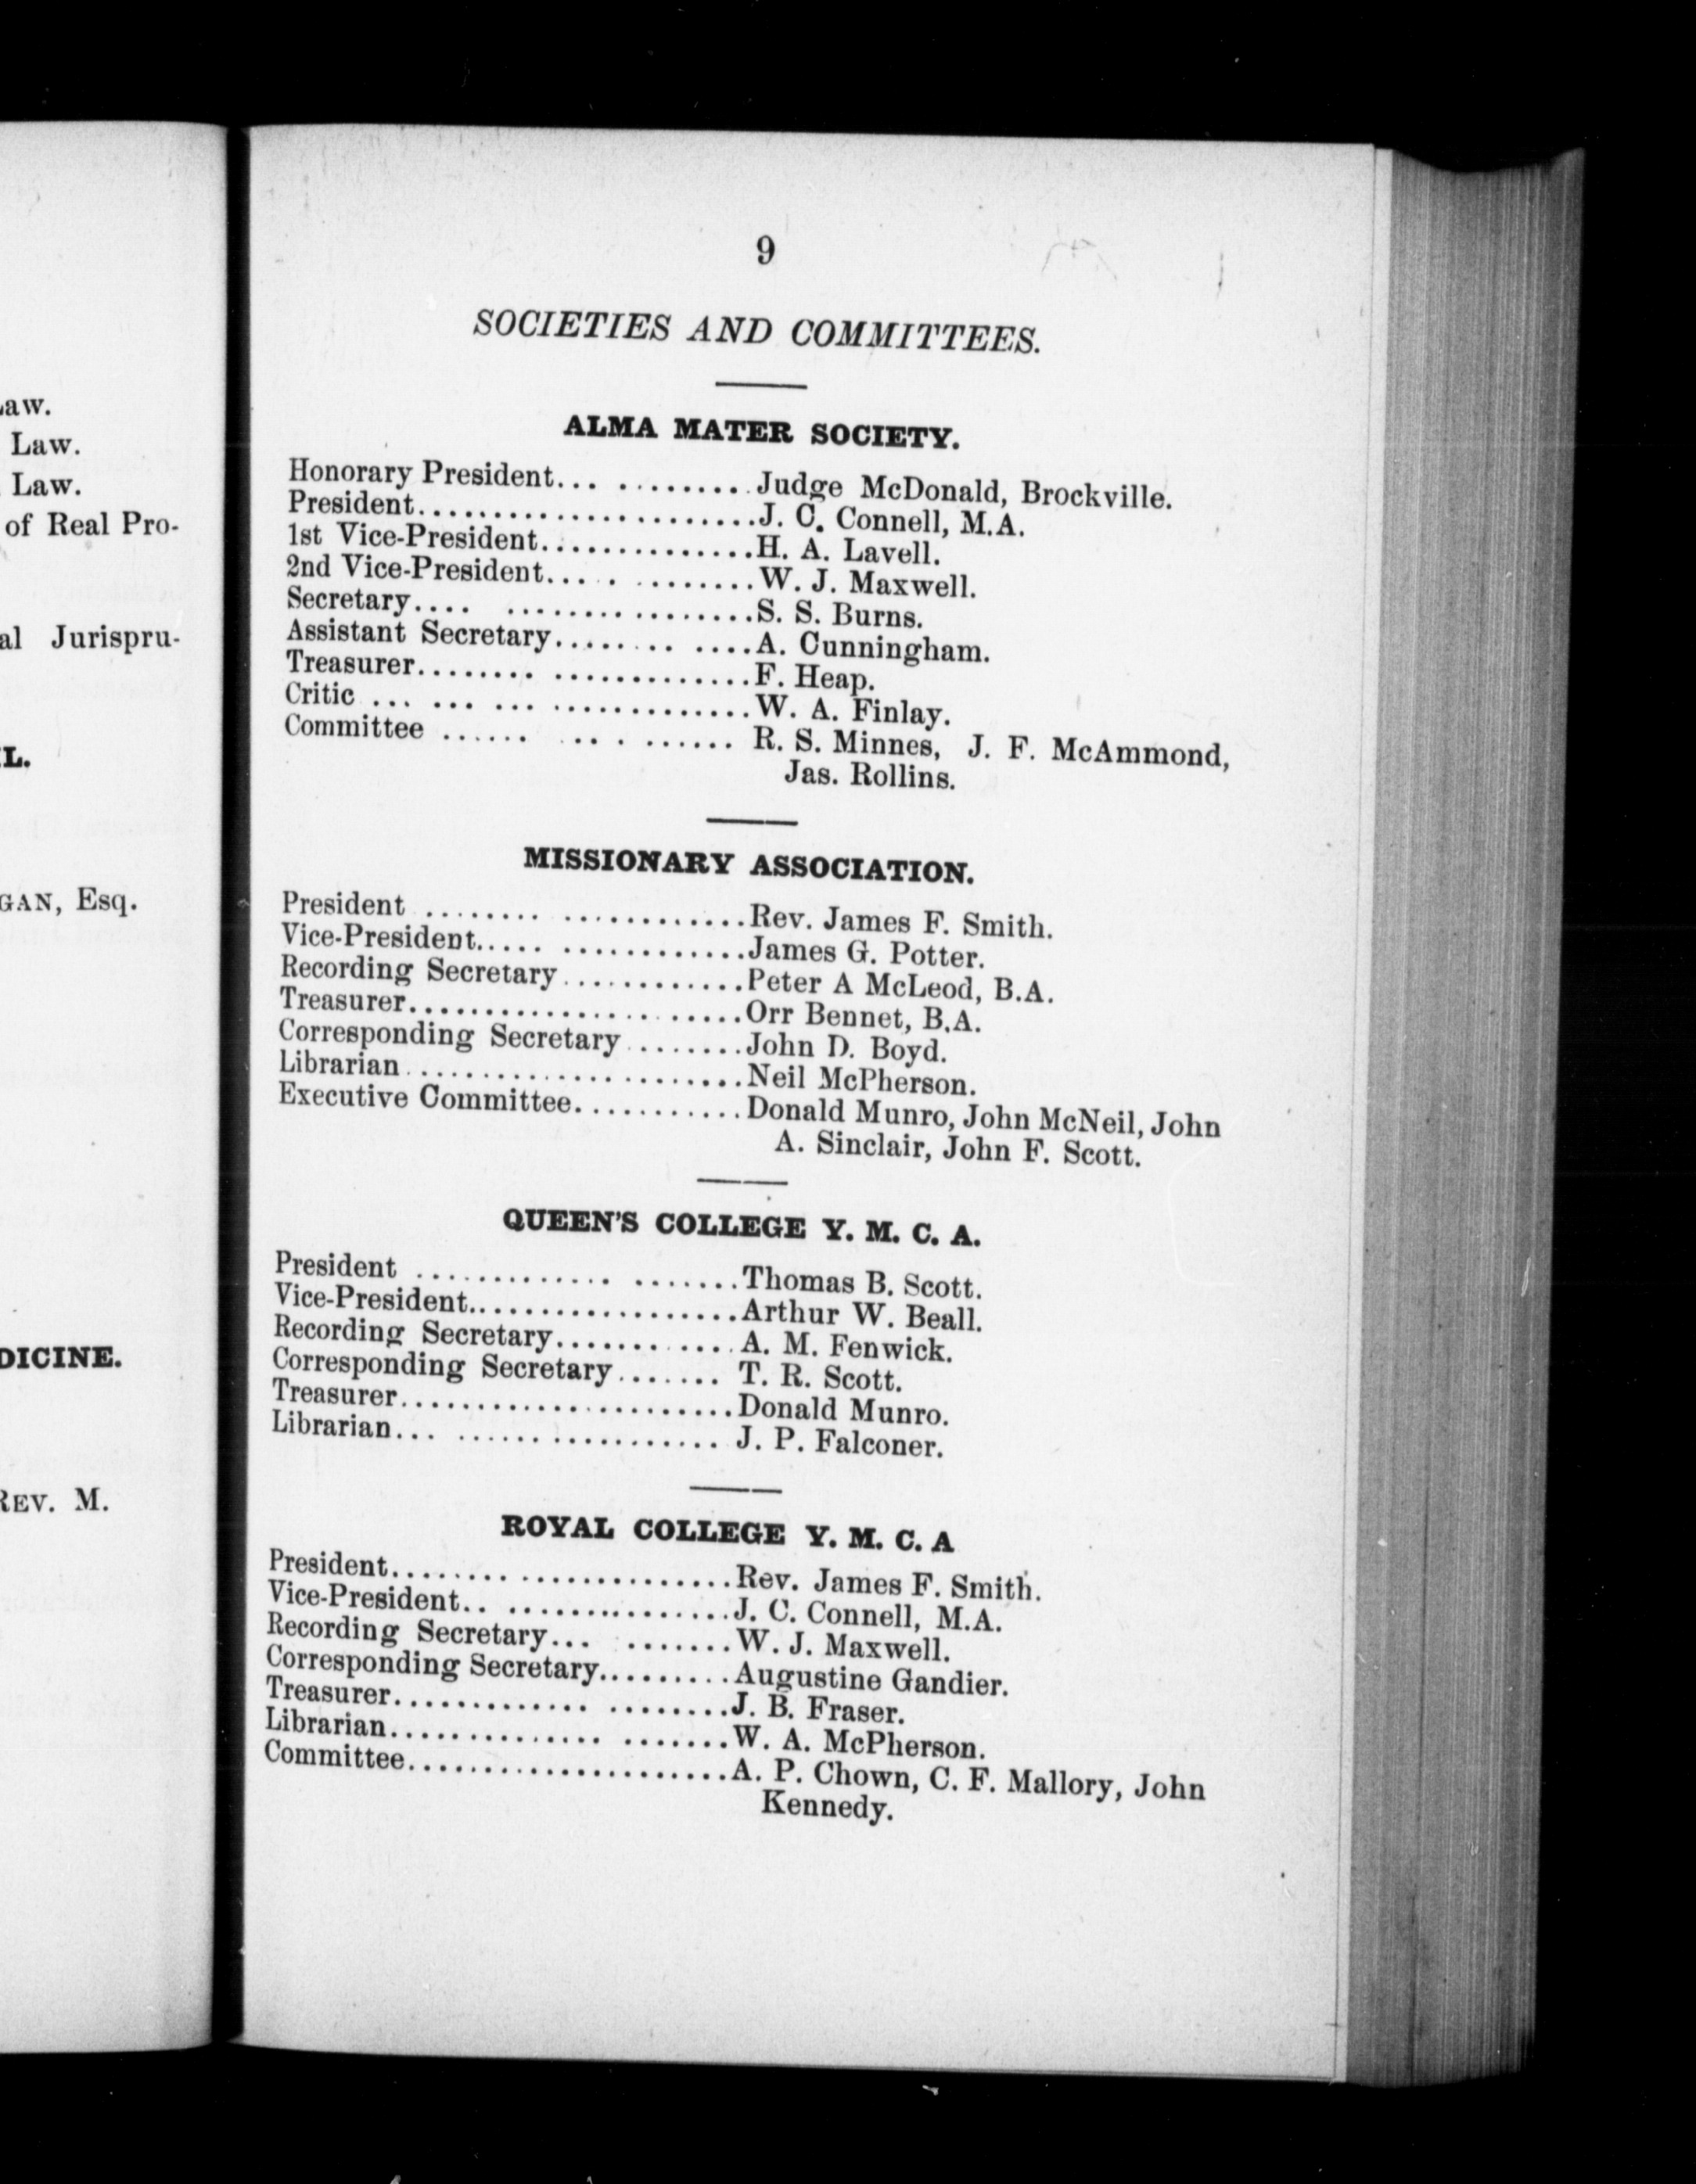 aw.
Law.
Law.
of Real Pro-
al Jurispru-
L.
GAN, Esq.
DICINE.
REV. M.
9
SOCIETIES AND COMMITTEES.
ALMA MATER SOCIETY.
Honorary President... .......... Judge McDonald, Brockville.
President.......................J. C. Connell, M.A.
1st Vice-President..............H. A. Lavell.
2nd Vice-President... . ........W. J. Maxwell.
Secretary.... ................S. S. Burns.
Assistant Secretary........ ....A. Cunningham.
Treasurer........ .............F. Heap.
Critic ... ... ... .............W. A. Finlay.
Committee ...... .. . ...... R. S. Minnes, J. F. McAmmond,
Jas. Rollins.
MISSIONARY ASSOCIATION.
President ........ ............Rev. James F. Smith.
Vice-President..... ............James G. Potter.
Recording Secretary............Peter A McLeod, B.A.
Treasurer......................Orr Bennet, B.A.
Corresponding Secretary........John D. Boyd.
Librarian......................Neil McPherson.
Executive Committee...........Donald Munro, John McNeil, John
A. Sinclair, John F. Scott.
QUEEN'S COLLEGE Y. M. C. A.
President ............. .......Thomas B. Scott.
Vice-President..................Arthur W. Beall.
Recording Secretary............A. M. Fenwick.
Corresponding Secretary....... T. R. Scott.
Treasurer......................Donald Munro.
Librarian... ................. J. P. Falconer.
ROYAL COLLEGE Y. M. C. A
President........ ..............Rev. James F. Smith.
Vice-President.. ...............J. C. Connell, M.A.
Recording Secretary... .......W. J. Maxwell.
Corresponding Secretary.........Augustine Gandier.
Treasurer............. ........J. B. Fraser.
Librarian.............. .......W. A. McPherson.
Committee.....................A. P. Chown, C. F. Mallory, John
Kennedy.